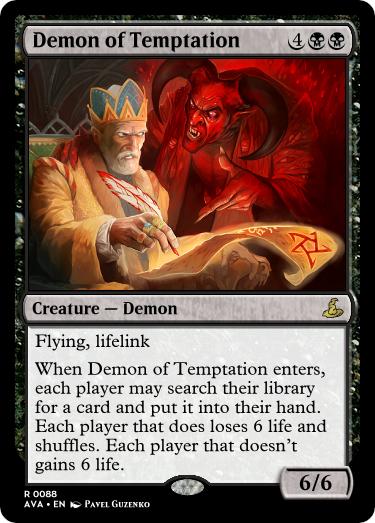 Demon of Temptation 4
Creature — Demon
Flying, lifelink
When Demon of Temptation enters,
each player may search their library
for a card and put it into their hand.
Each player that does loses 6 life and
shuffles. Each player that doesn't
gains 6 life.
6/6
R 0088
AVA • EN PAVEL GUZENKO